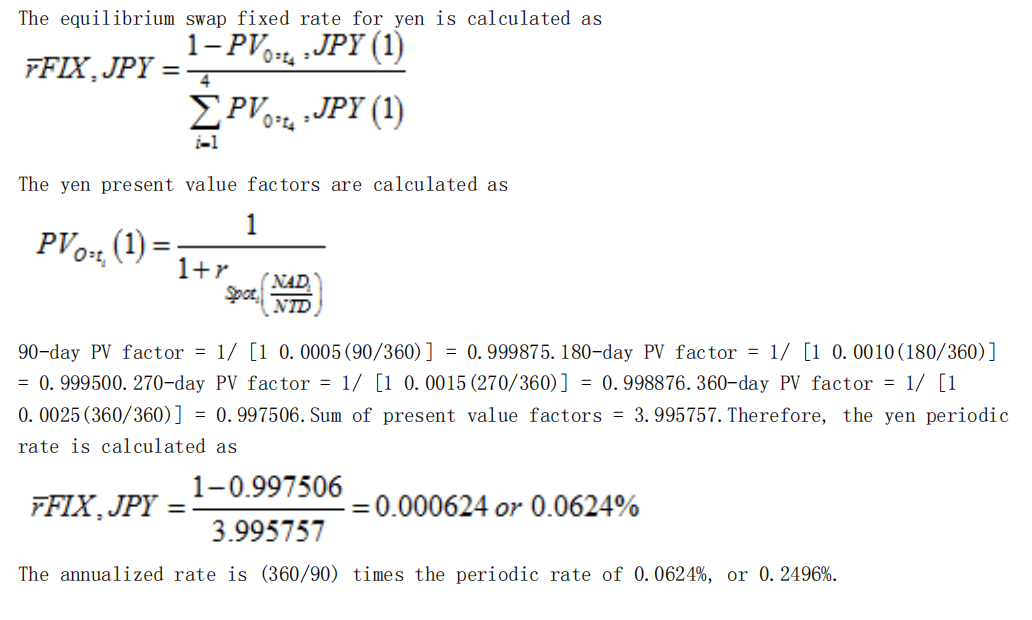 The equilibrium swap fixed rate for yen is calculated as
r̄FIX,JPY = (1−PV₀,ₜ₄,JPY(1)) / (∑ᵢ₌₁⁴ PV₀,ₜ₄,JPY(1))
The yen present value factors are calculated as
PV₀,ₜᵢ(1) = 1 / (1+r Spotᵢ(NADᵢ/NTD))
90-day PV factor = 1/ [1 0.0005(90/360)] = 0.999875.180-day PV factor = 1/ [1 0.0010(180/360)]
= 0.999500.270-day PV factor = 1/ [1 0.0015(270/360)] = 0.998876.360-day PV factor = 1/ [1
0.0025(360/360)] = 0.997506.Sum of present value factors = 3.995757.Therefore, the yen periodic
rate is calculated as
r̄FIX,JPY = (1−0.997506) / 3.995757 = 0.000624 or 0.0624%
The annualized rate is (360/90) times the periodic rate of 0.0624%, or 0.2496%.